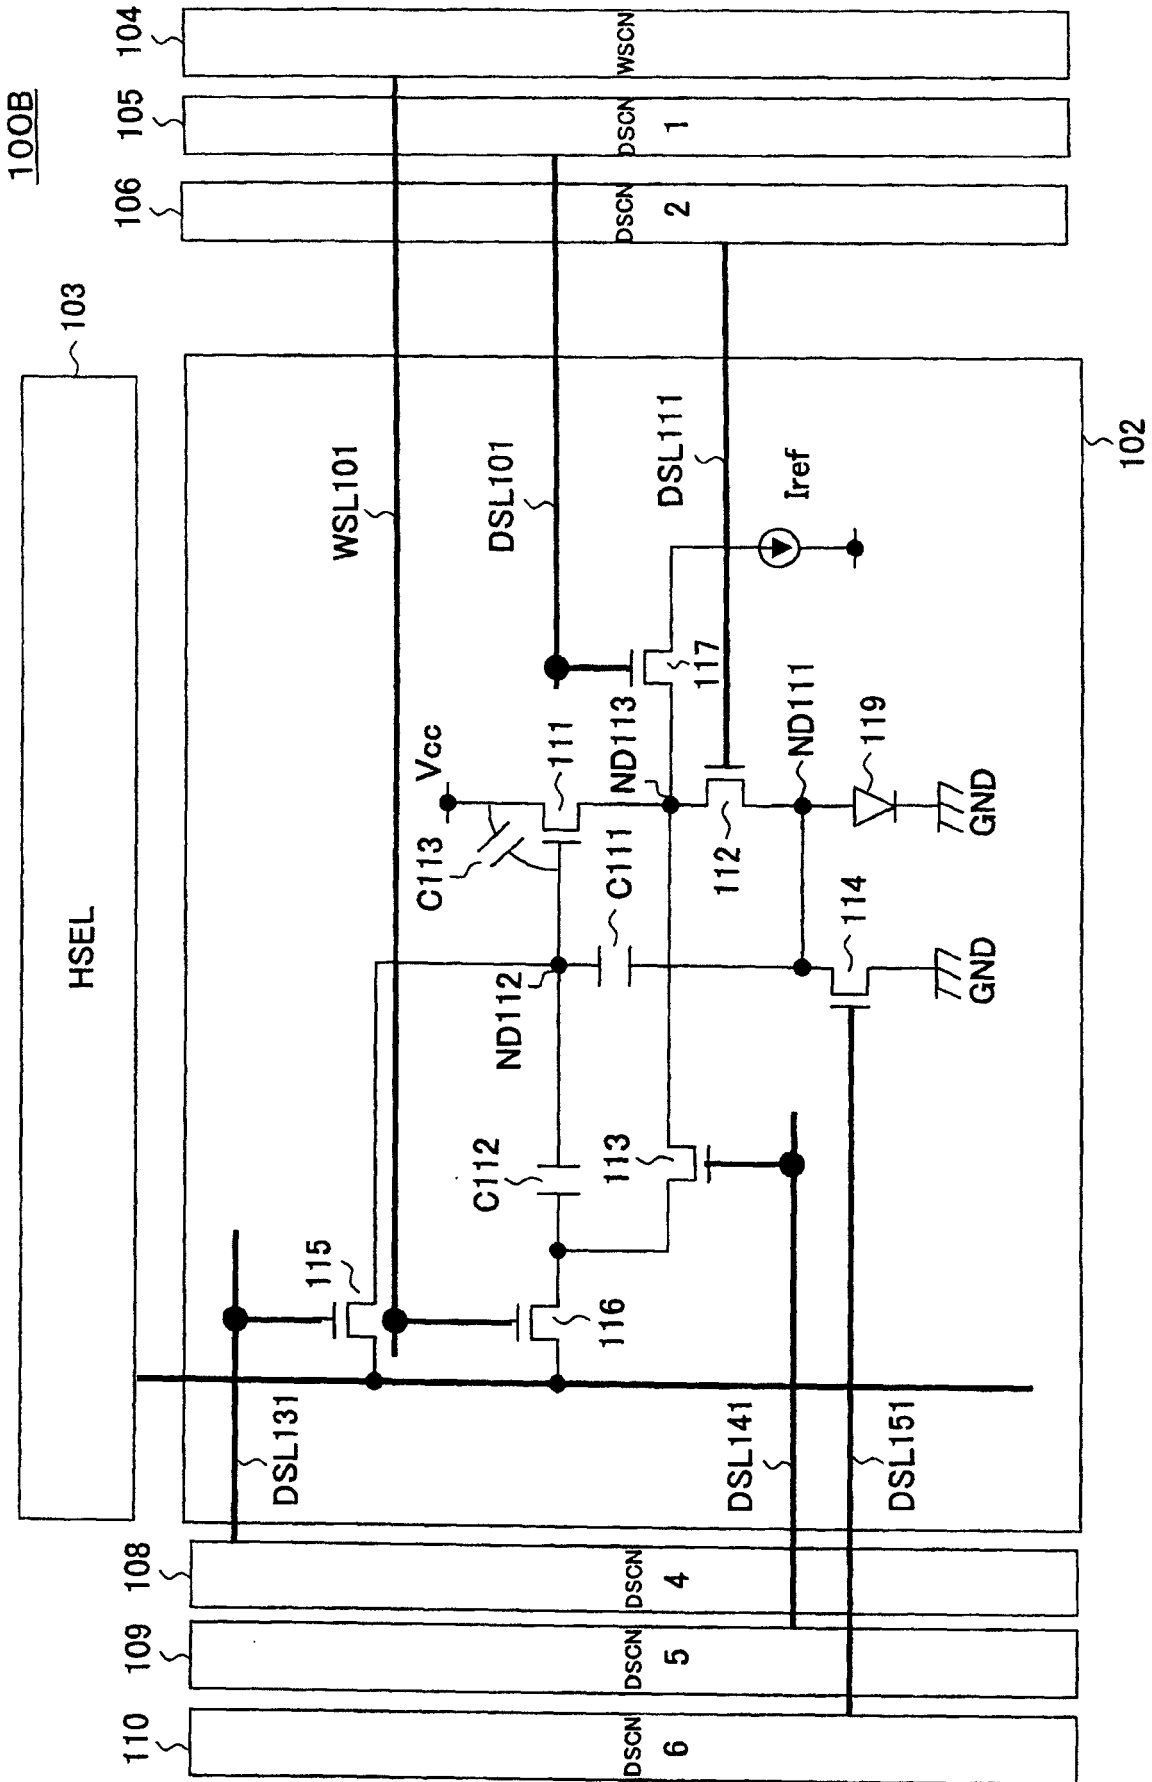 100B
103
HSEL
104
WSCN
105
DSCN
1
106
DSCN
2
108
DSCN
4
109
DSCN
5
110
DSCN
6
102
DSL131
115
WSL101
116
DSL101
C112
ND112
C113
Vcc
111
C111
ND113
117
DSL111
Iref
113
112
ND111
119
GND
114
GND
DSL141
DSL151